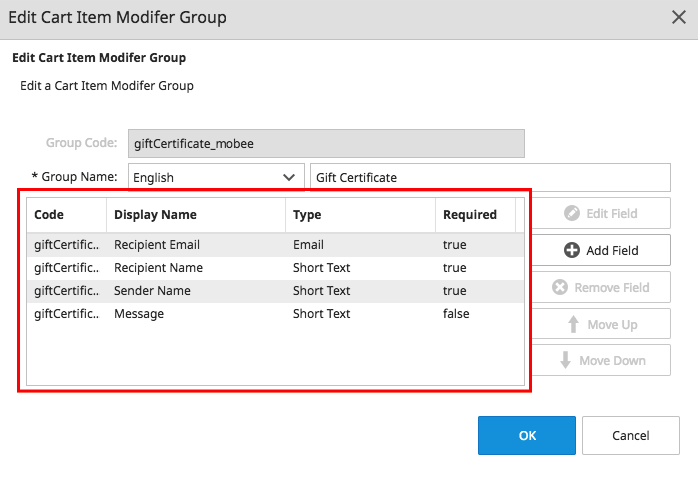 Edit Cart Item Modifer Group
Edit Cart Item Modifer Group
Edit a Cart Item Modifer Group
Group Code: giftCertificate_mobee
* Group Name: English Gift Certificate
Code Display Name Type Required
giftCertific.. Recipient Email Email true
giftCertific.. Recipient Name Short Text true
giftCertific.. Sender Name Short Text true
giftCertific.. Message Short Text false
Edit Field
Add Field
Remove Field
Move Up
Move Down
OK Cancel